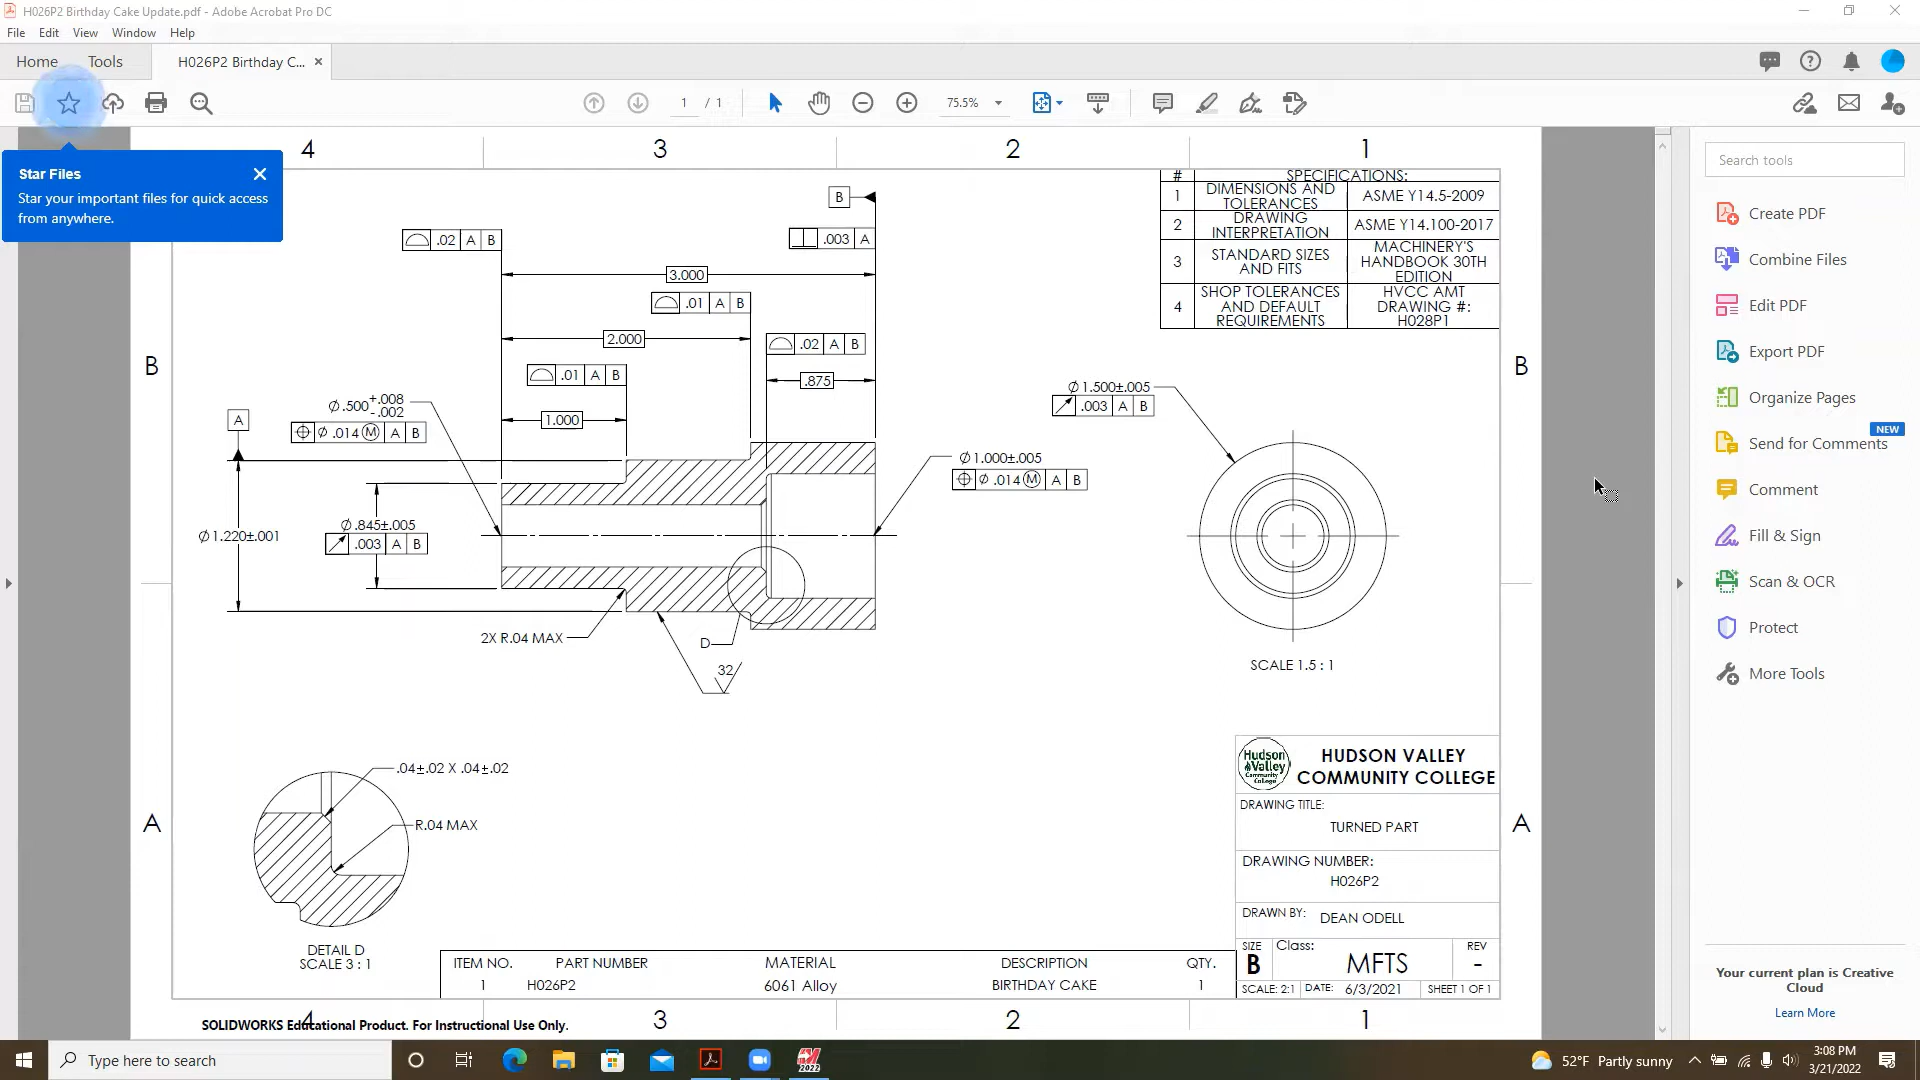 H026P2 Birthday Cake Update.pdf - Adobe Acrobat Pro DC
File Edit View Window Help
Home Tools H026P2 Birthday C... ×
1 / 1 75.5%
Star Files
Star your important files for quick access
from anywhere.
4 3 2 1
B
.02 A B
.003 A
3.000
.01 A B
2.000
.02 A B
.01 A B
.875
1.000
# SPECIFICATIONS:
1 DIMENSIONS AND TOLERANCES ASME Y14.5-2009
2 DRAWING INTERPRETATION ASME Y14.100-2017
3 STANDARD SIZES AND FITS MACHINERY'S HANDBOOK 30TH EDITION
4 SHOP TOLERANCES AND DEFAULT REQUIREMENTS HVCC AMT DRAWING #: H028P1
B B
∅.500 +.008 -.002
⌖ ∅ .014 Ⓜ A B
A
∅1.500±.005
.003 A B
∅1.000±.005
⌖ ∅ .014 Ⓜ A B
∅1.220±.001
∅.845±.005
.003 A B
2X R.04 MAX
D
32
SCALE 1.5 : 1
.04±.02 X .04±.02
R.04 MAX
DETAIL D
SCALE 3 : 1
A A
Hudson
Valley
Community
College
HUDSON VALLEY
COMMUNITY COLLEGE
DRAWING TITLE:
TURNED PART
DRAWING NUMBER:
H026P2
DRAWN BY: DEAN ODELL
SIZE
B
Class:
MFTS
REV
-
SCALE: 2:1 DATE: 6/3/2021 SHEET 1 OF 1
ITEM NO. PART NUMBER MATERIAL DESCRIPTION QTY.
1 H026P2 6061 Alloy BIRTHDAY CAKE 1
4 3 2 1
SOLIDWORKS Educational Product. For Instructional Use Only.
Search tools
Create PDF
Combine Files
Edit PDF
Export PDF
Organize Pages
NEW
Send for Comments
Comment
Fill & Sign
Scan & OCR
Protect
More Tools
Your current plan is Creative
Cloud
Learn More
Type here to search
2022
52°F Partly sunny
3:08 PM
3/21/2022